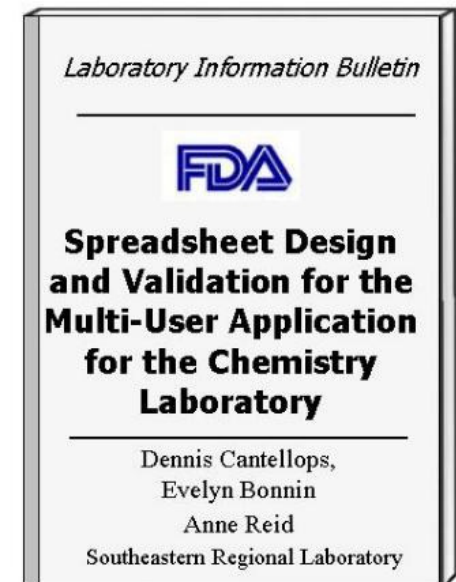 Laboratory Information Bulletin
FDA
Spreadsheet Design
and Validation for the
Multi-User Application
for the Chemistry
Laboratory
Dennis Cantellops,
Evelyn Bonnin
Anne Reid
Southeastern Regional Laboratory